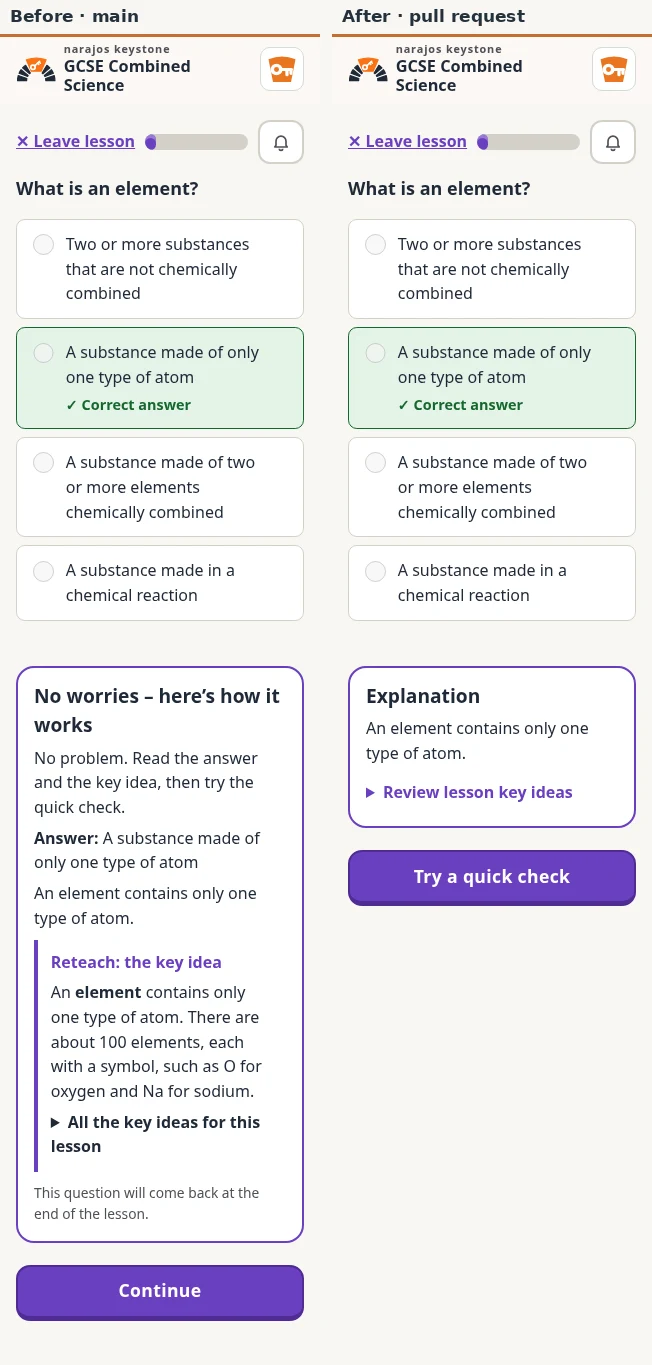 Before · main
narajos keystone
GCSE Combined
Science
✕ Leave lesson
What is an element?
Two or more substances
that are not chemically
combined
A substance made of only
one type of atom
✓ Correct answer
A substance made of two
or more elements
chemically combined
A substance made in a
chemical reaction
No worries – here’s how it
works
No problem. Read the answer
and the key idea, then try the
quick check.
Answer: A substance made of
only one type of atom
An element contains only one
type of atom.
Reteach: the key idea
An element contains only
one type of atom. There are
about 100 elements, each
with a symbol, such as O for
oxygen and Na for sodium.
▶ All the key ideas for this
lesson
This question will come back at the
end of the lesson.
Continue
After · pull request
narajos keystone
GCSE Combined
Science
✕ Leave lesson
What is an element?
Two or more substances
that are not chemically
combined
A substance made of only
one type of atom
✓ Correct answer
A substance made of two
or more elements
chemically combined
A substance made in a
chemical reaction
Explanation
An element contains only one
type of atom.
▶ Review lesson key ideas
Try a quick check